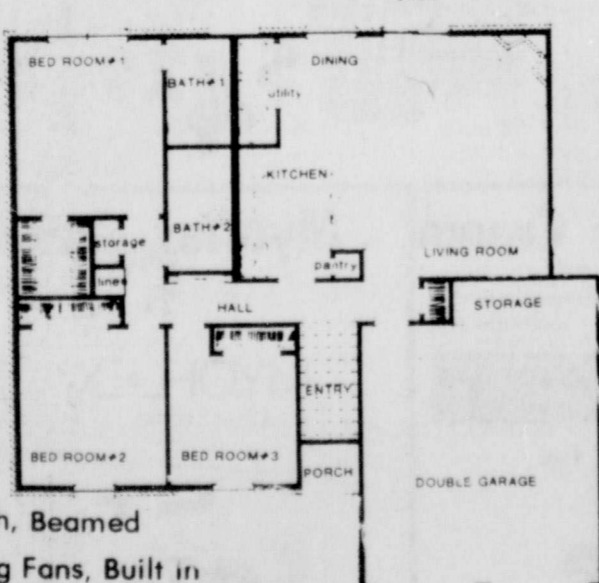 BED ROOM#1
BATH#1
DINING
utility
KITCHEN
BATH#2
storage
LIVING ROOM
pantry
linen
STORAGE
HALL
ENTRY
BED ROOM#2
BED ROOM#3
PORCH
DOUBLE GARAGE
Beamed
Fans, Built in